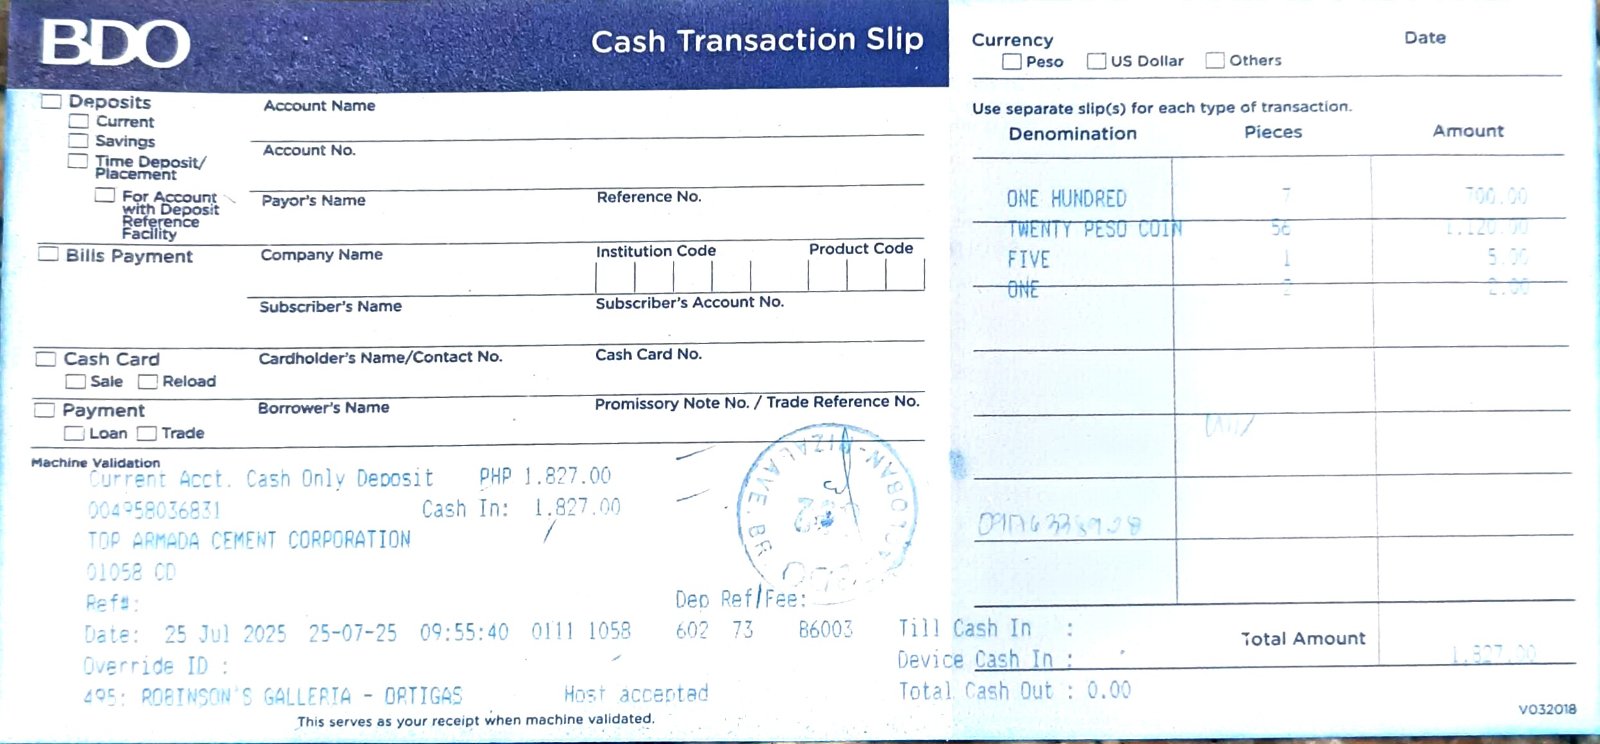 BDO
Cash Transaction Slip
Deposits
Current
Savings
Time Deposit/
Placement
For Account
with Deposit
Reference
Facility
Account Name
Account No.
Payor's Name
Reference No.
Bills Payment
Company Name
Institution Code
Product Code
Subscriber's Name
Subscriber's Account No.
Cash Card
Sale
Reload
Cardholder's Name/Contact No.
Cash Card No.
Payment
Loan
Trade
Borrower's Name
Promissory Note No. / Trade Reference No.
Machine Validation
Current Acct. Cash Only Deposit PHP 1.827.00
004958036831 Cash In: 1.827.00
TOP ARMADA CEMENT CORPORATION
01058 CD
Ref#: Dep Ref/Fee:
Date: 25 Jul 2025 25-07-25 09:55:40 0111 1058 602 73 86003
Override ID :
495: ROBINSON'S GALLERIA - ORTIGAS Host accepted
This serves as your receipt when machine validated.
Currency
Date
Peso
US Dollar
Others
Use separate slip(s) for each type of transaction.
Denomination Pieces Amount
ONE HUNDRED 7 700.00
TWENTY PESO COIN 56 1.120.00
FIVE 1 5.00
ONE 2 2.00
Till Cash In :
Device Cash In :
Total Cash Out : 0.00
Total Amount
1.827.00
V032018